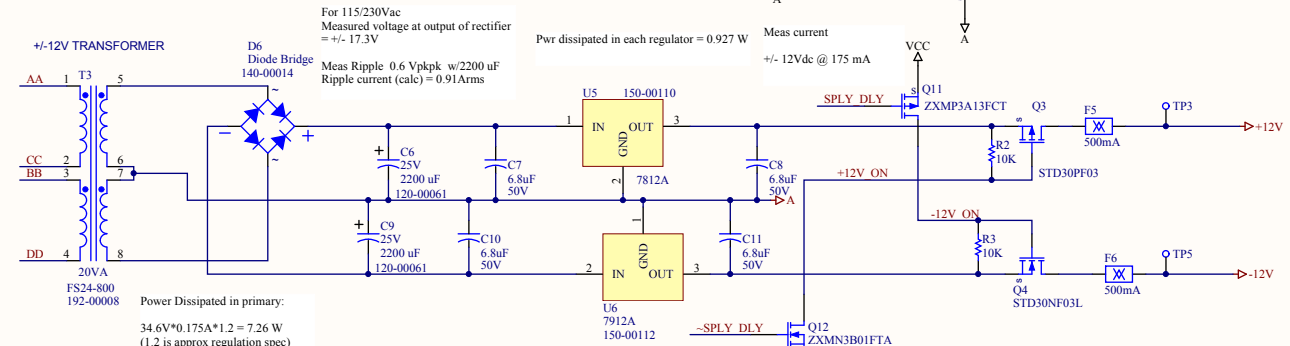 For 115/230Vac
Measured voltage at output of rectifier
= +/- 17.3V
Meas Ripple 0.6 Vpkpk w/2200 uF
Ripple current (calc) = 0.91Arms
Pwr dissipated in each regulator = 0.927 W
Meas current
+/- 12Vdc @ 175 mA
A
A
+/-12V TRANSFORMER
D6
Diode Bridge
140-00014
VCC
AA
1
T3
5
~
SPLY_DLY
S
Q11
ZXMP3A13FCT
U5
150-00110
Q3
F5
500mA
TP3
+12V
1
IN
OUT
GND
3
2
7812A
-
+
CC
2
6
BB
3
7
~
C6
25V
2200 uF
120-00061
C7
6.8uF
50V
C8
6.8uF
50V
S
R2
10K
STD30PF03
+12V_ON
A
-12V_ON
C9
25V
2200 uF
120-00061
+
+
C10
6.8uF
50V
1
GND
2
IN
OUT
3
C11
6.8uF
50V
R3
10K
F6
500mA
TP5
-12V
DD
4
8
20VA
FS24-800
192-00008
U6
7912A
150-00112
S
Q4
STD30NF03L
Power Dissipated in primary:
34.6V*0.175A*1.2 = 7.26 W
(1.2 is approx regulation spec)
~SPLY_DLY
Q12
ZXMN3B01FTA